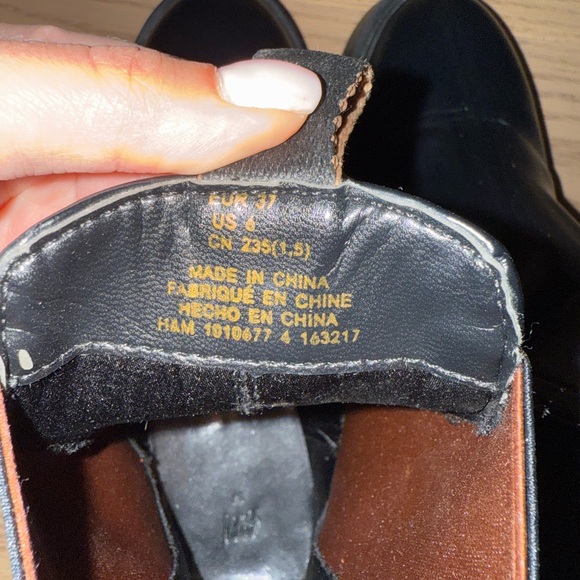 EUR 37
US 6
CN 235(1,5)
MADE IN CHINA
FABRIQUÉ EN CHINE
HECHO EN CHINA
H&M 1010677 4 163217